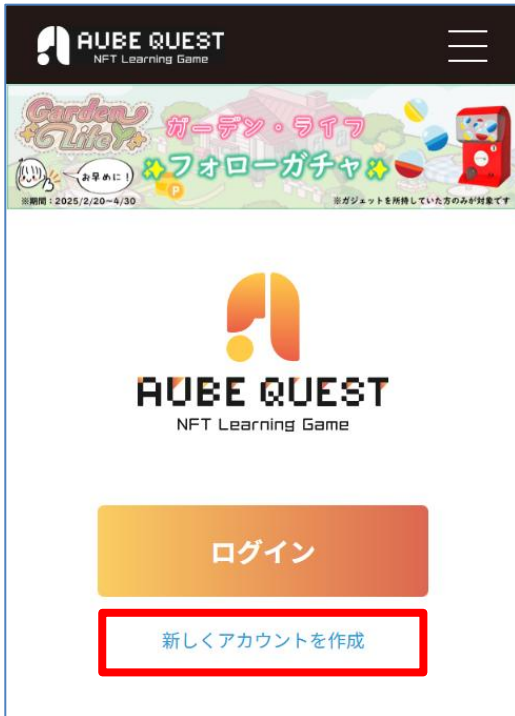 AUBE QUEST
NFT Learning Game
Garden Life
ガーデン・ライフ
フォローガチャ
お早めに！
P
※期間：2025/2/20~4/30
※ガジェットを所持していた方のみが対象です
AUBE QUEST
NFT Learning Game
ログイン
新しくアカウントを作成